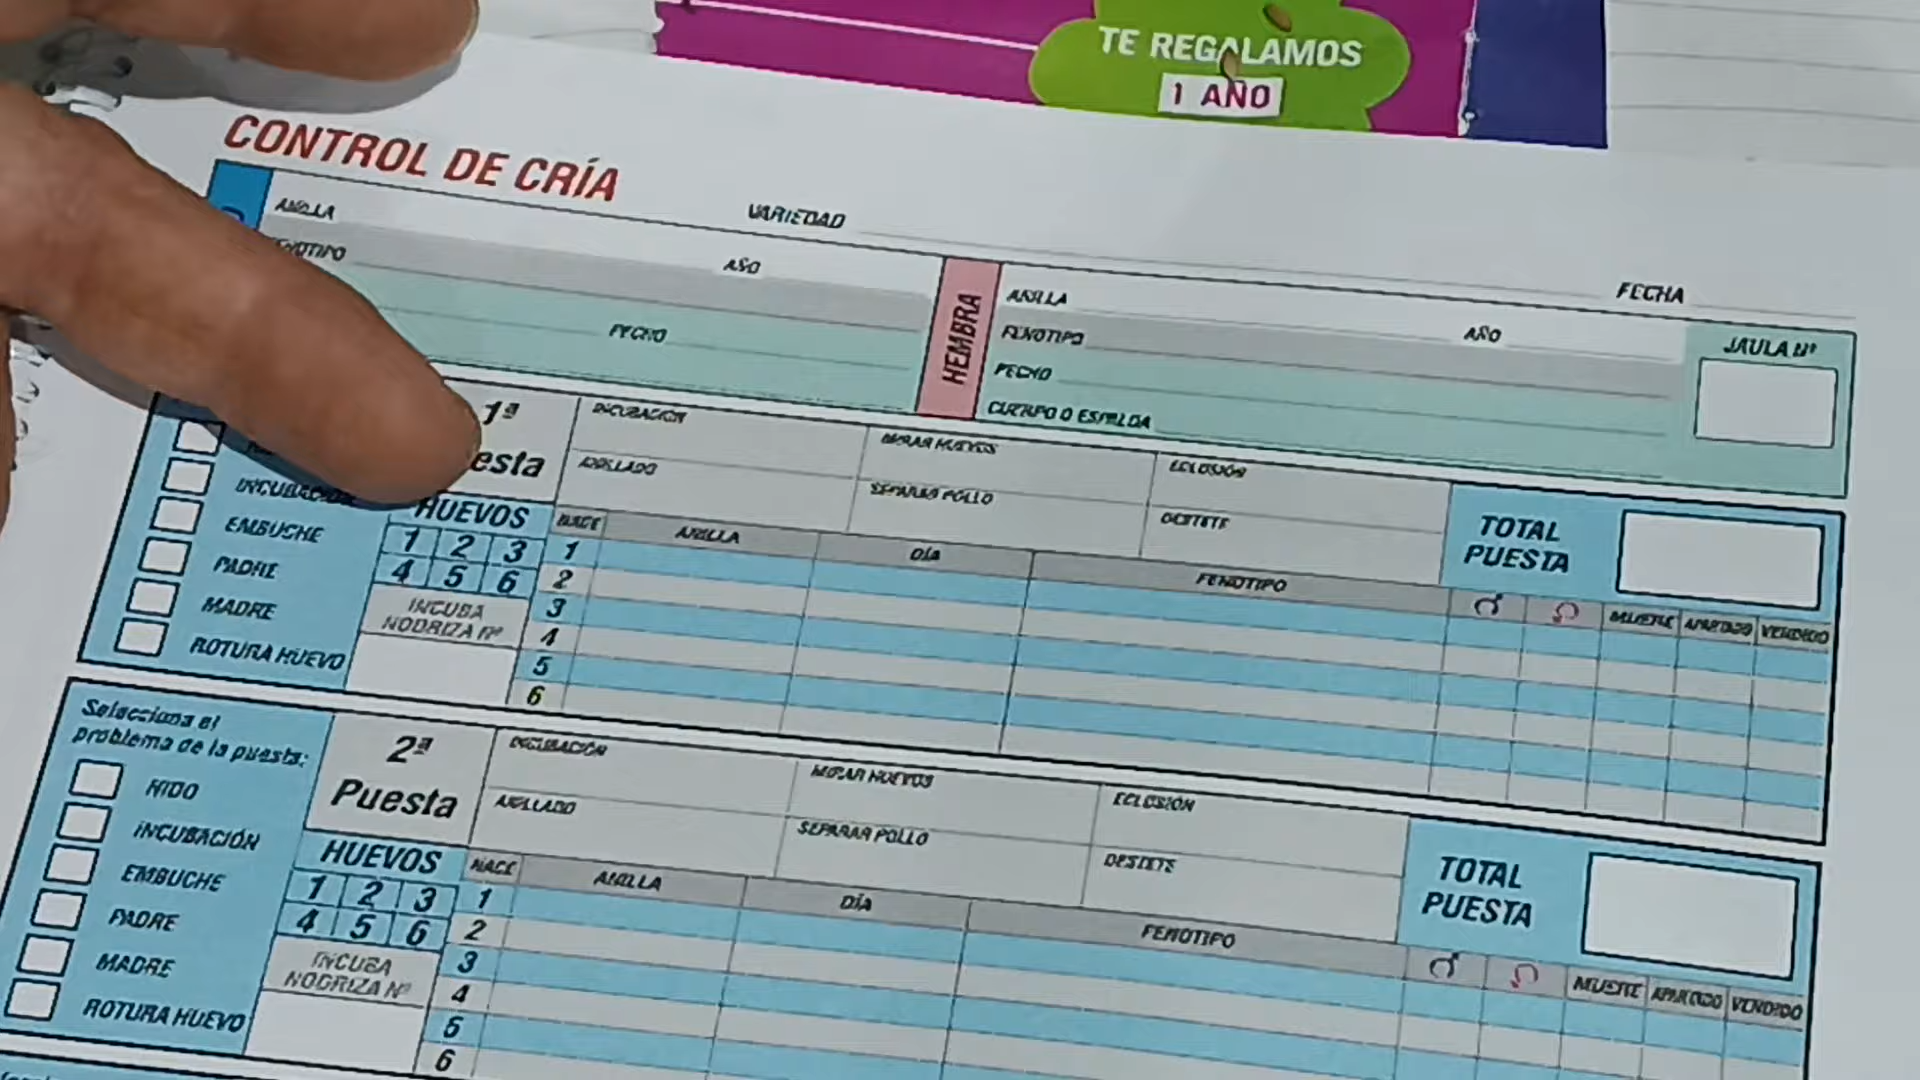 TE REGALAMOS
1 AÑO
CONTROL DE CRÍA
VARIEDAD
FECHA
ANILLA
AÑO
PECHO
HEMBRA
ANILLA
FENOTIPO
AÑO
PECHO
CUERPO O ESPALDA
JAULA Nº
INCUBACIÓN
EMBUCHE
PADRE
MADRE
ROTURA HUEVO
1ª
HUEVOS
1 2 3
4 5 6
INCUBA
NODRIZA Nº
INCUBACIÓN
MIRAR HUEVOS
ECLOSIÓN
ANILLADO
SEPARAR POLLO
DESTETE
TOTAL
PUESTA
NACE
ANILLA
DÍA
FENOTIPO
♂ ♀ MUERTE APARTADO VENDIDO
1
2
3
4
5
6
Selecciona el
problema de la puesta:
NIDO
INCUBACIÓN
EMBUCHE
PADRE
MADRE
ROTURA HUEVO
2ª
Puesta
HUEVOS
1 2 3
4 5 6
INCUBA
NODRIZA Nº
INCUBACIÓN
MIRAR HUEVOS
ECLOSIÓN
ANILLADO
SEPARAR POLLO
DESTETE
TOTAL
PUESTA
NACE
ANILLA
DÍA
FENOTIPO
♂ ♀ MUERTE APARTADO VENDIDO
1
2
3
4
5
6